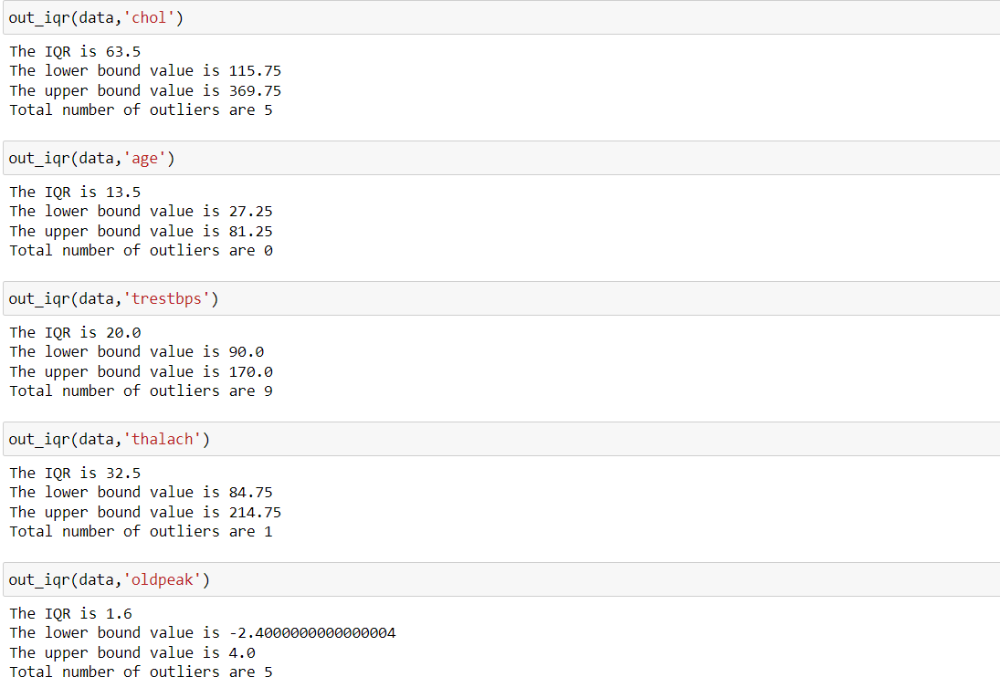 out_iqr(data,'chol')
The IQR is 63.5
The lower bound value is 115.75
The upper bound value is 369.75
Total number of outliers are 5
out_iqr(data,'age')
The IQR is 13.5
The lower bound value is 27.25
The upper bound value is 81.25
Total number of outliers are 0
out_iqr(data,'trestbps')
The IQR is 20.0
The lower bound value is 90.0
The upper bound value is 170.0
Total number of outliers are 9
out_iqr(data,'thalach')
The IQR is 32.5
The lower bound value is 84.75
The upper bound value is 214.75
Total number of outliers are 1
out_iqr(data,'oldpeak')
The IQR is 1.6
The lower bound value is -2.4000000000000004
The upper bound value is 4.0
Total number of outliers are 5